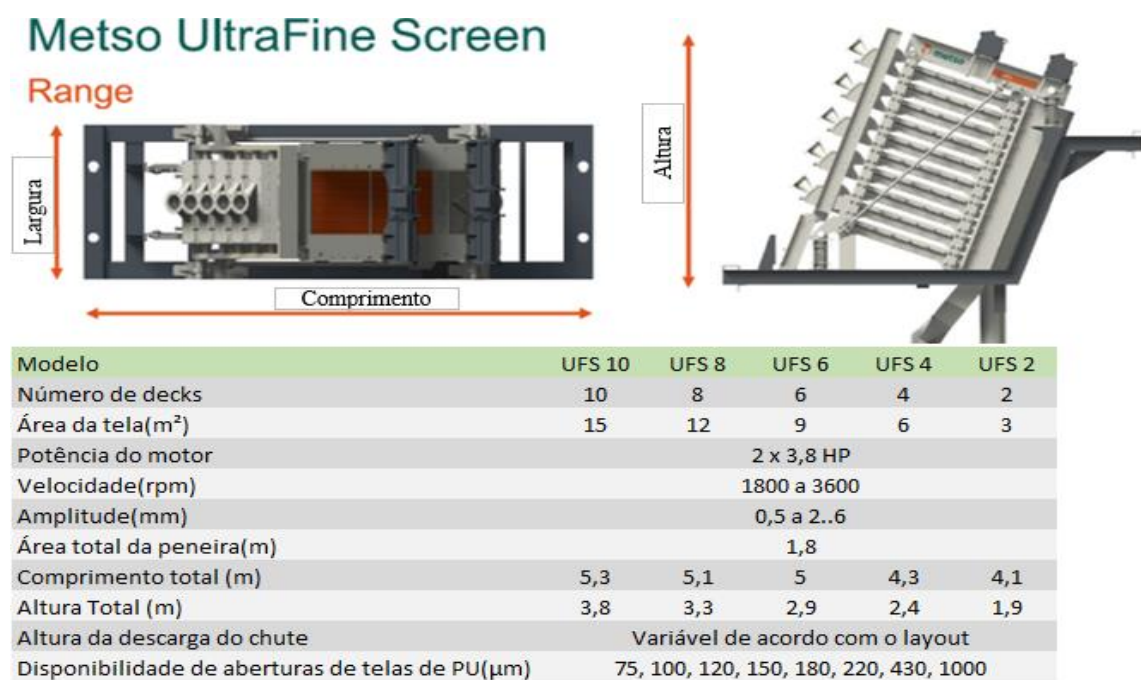 Metso UltraFine Screen
Range
Largura
Comprimento
Altura
metso
Modelo UFS 10 UFS 8 UFS 6 UFS 4 UFS 2
Número de decks 10 8 6 4 2
Área da tela(m²) 15 12 9 6 3
Potência do motor 2 x 3,8 HP
Velocidade(rpm) 1800 a 3600
Amplitude(mm) 0,5 a 2..6
Área total da peneira(m) 1,8
Comprimento total (m) 5,3 5,1 5 4,3 4,1
Altura Total (m) 3,8 3,3 2,9 2,4 1,9
Altura da descarga do chute Variável de acordo com o layout
Disponibilidade de aberturas de telas de PU(μm) 75, 100, 120, 150, 180, 220, 430, 1000